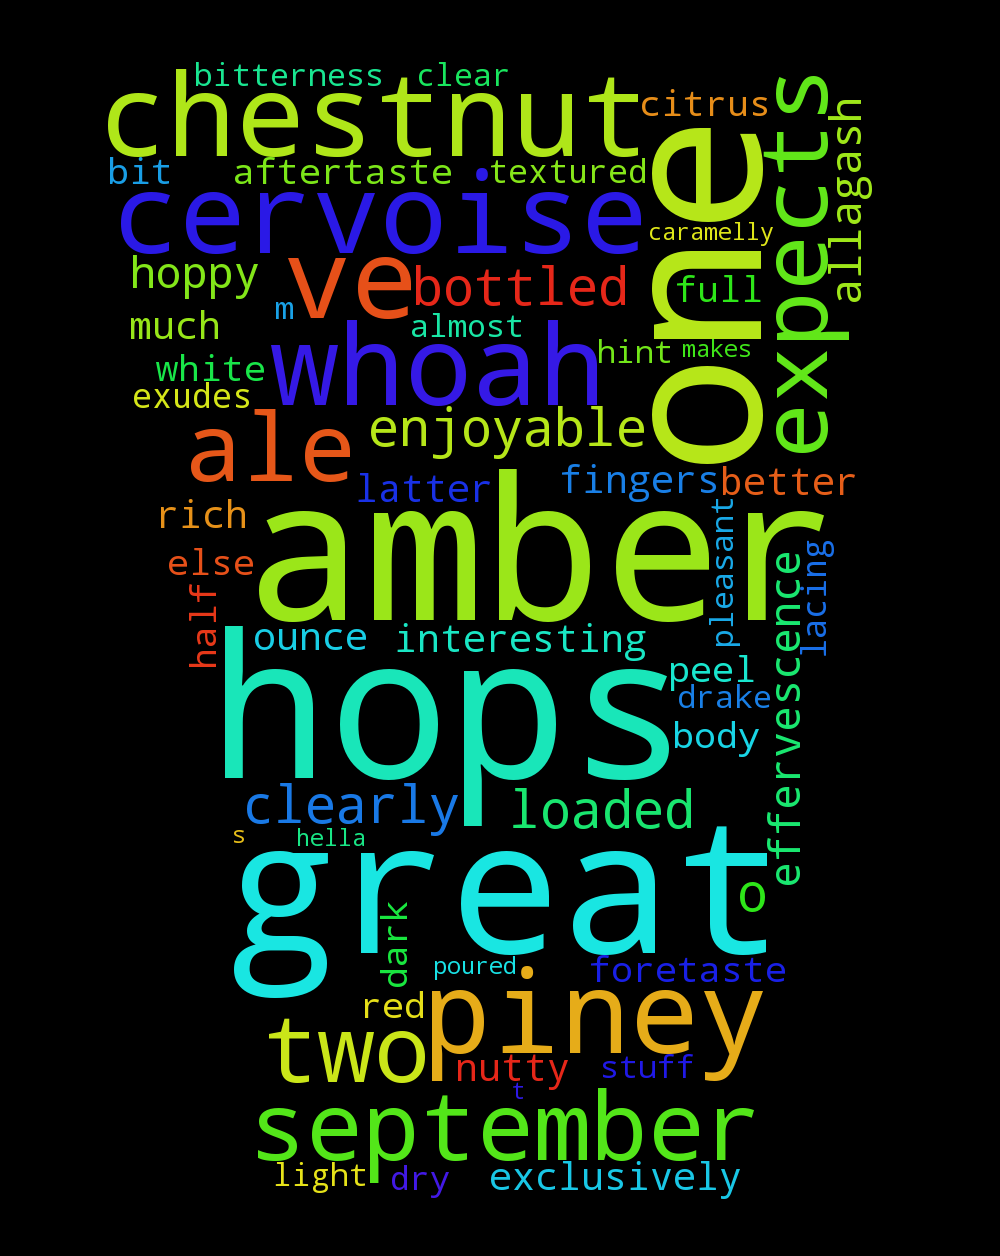 bitterness clear
chestnut
citrus
expects
one
allagash
bit
aftertaste
textured
cervoise
caramelly
hoppy
ve
bottled
full
m
much
almost
whoah
hint
makes
white
exudes
enjoyable
ale
latter
fingers
better
rich
amber
pleasant
lacing
else
half
effervescence
ounce
interesting
hops
peel
drake
body
clearly
loaded
s
hella
great
o
dark
poured
foretaste
red
piney
two
nutty
stuff
t
september
light
dry
exclusively